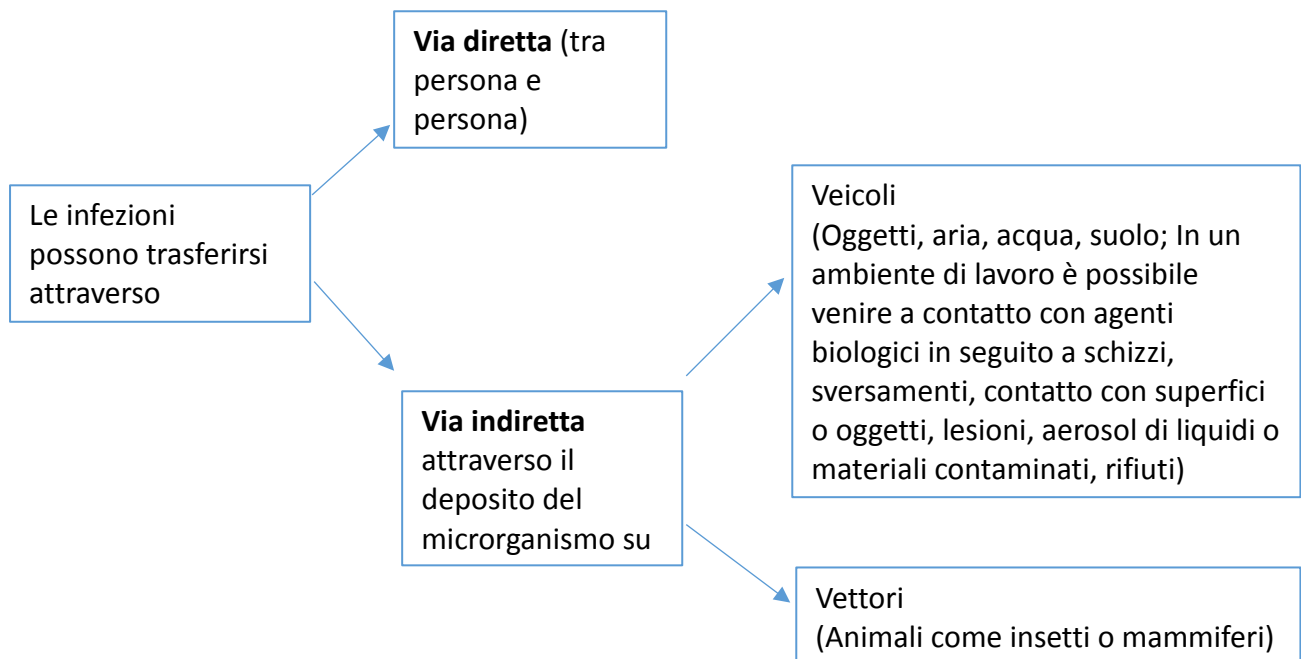 Via diretta (tra
persona e
persona)
Le infezioni
possono trasferirsi
attraverso
Veicoli
(Oggetti, aria, acqua, suolo; In un
ambiente di lavoro è possibile
venire a contatto con agenti
biologici in seguito a schizzi,
sversamenti, contatto con superfici
o oggetti, lesioni, aerosol di liquidi o
materiali contaminati, rifiuti)
Via indiretta
attraverso il
deposito del
microrganismo su
Vettori
(Animali come insetti o mammiferi)